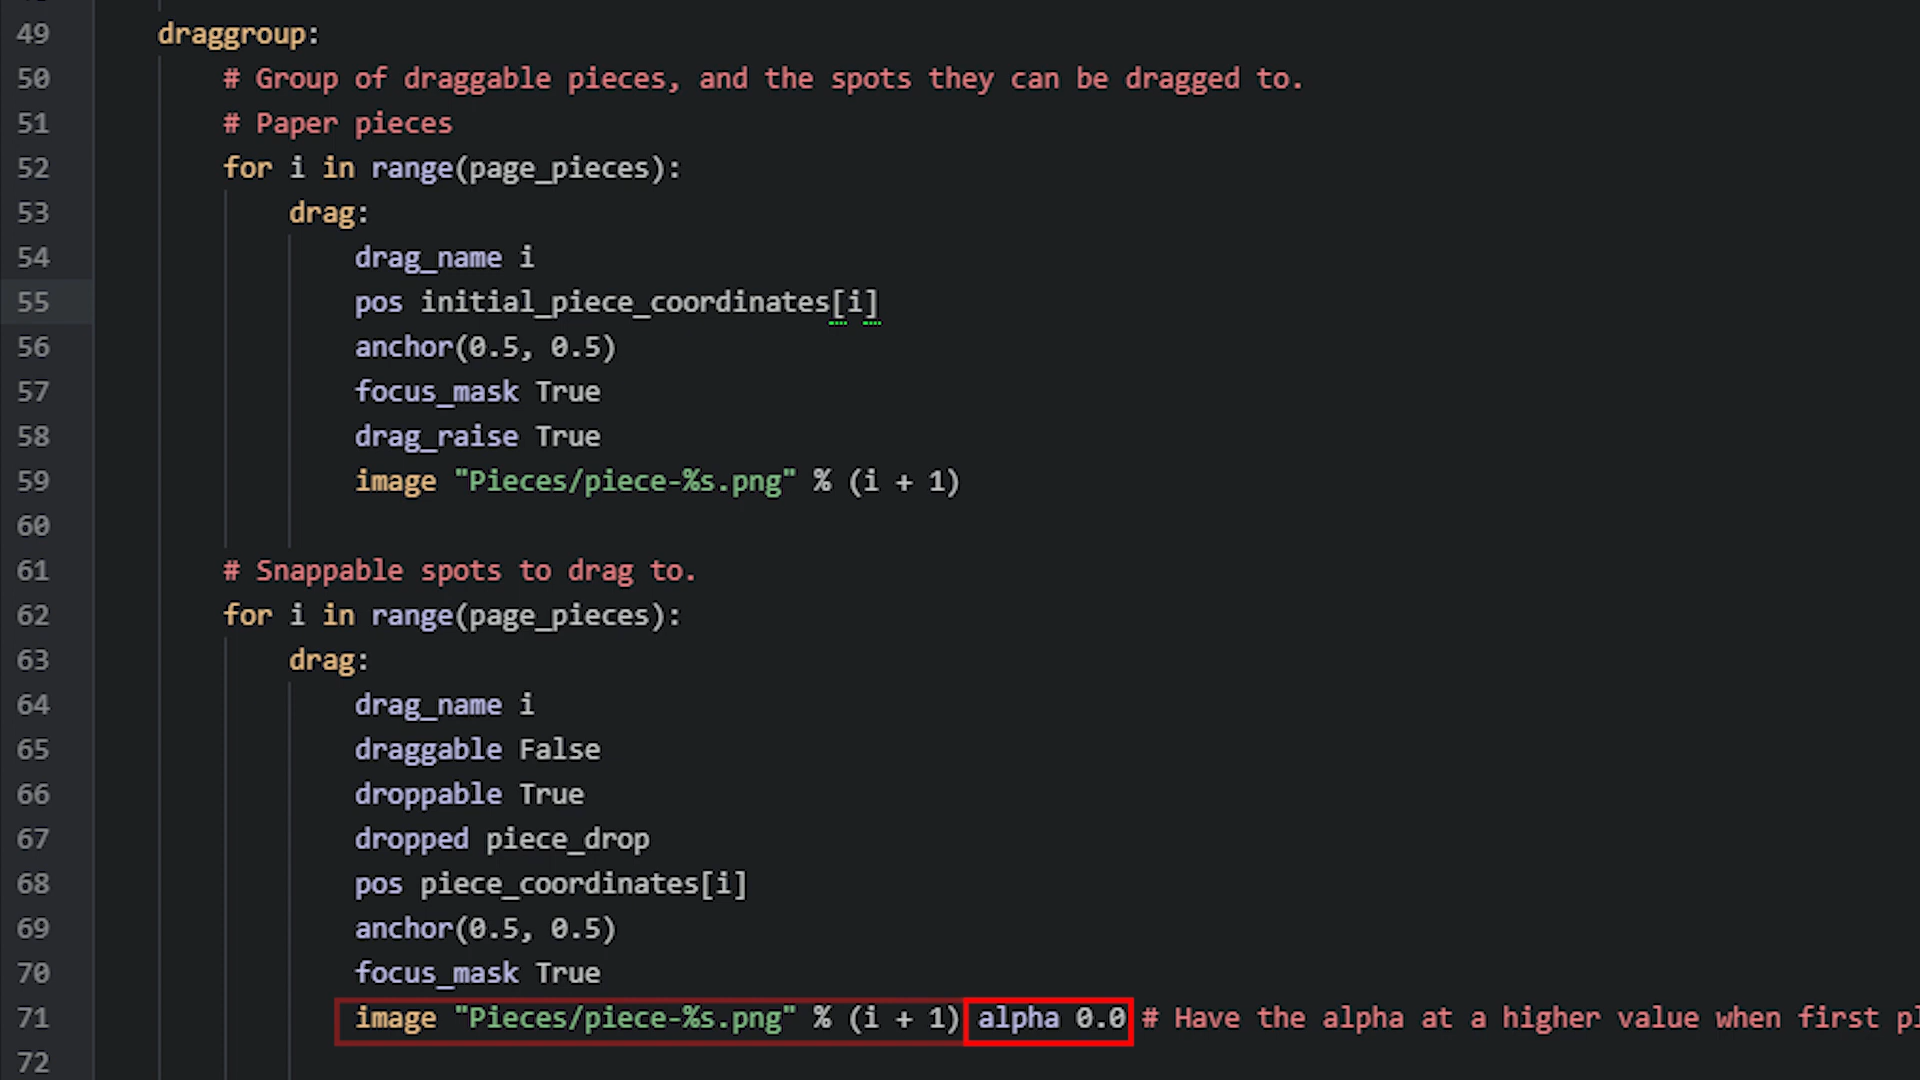 49 draggroup:
50 # Group of draggable pieces, and the spots they can be dragged to.
51 # Paper pieces
52 for i in range(page_pieces):
53 drag:
54 drag_name i
55 pos initial_piece_coordinates[i]
56 anchor(0.5, 0.5)
57 focus_mask True
58 drag_raise True
59 image "Pieces/piece-%s.png" % (i + 1)
60
61 # Snappable spots to drag to.
62 for i in range(page_pieces):
63 drag:
64 drag_name i
65 draggable False
66 droppable True
67 dropped piece_drop
68 pos piece_coordinates[i]
69 anchor(0.5, 0.5)
70 focus_mask True
71 image "Pieces/piece-%s.png" % (i + 1) alpha 0.0 # Have the alpha at a higher value when first
72